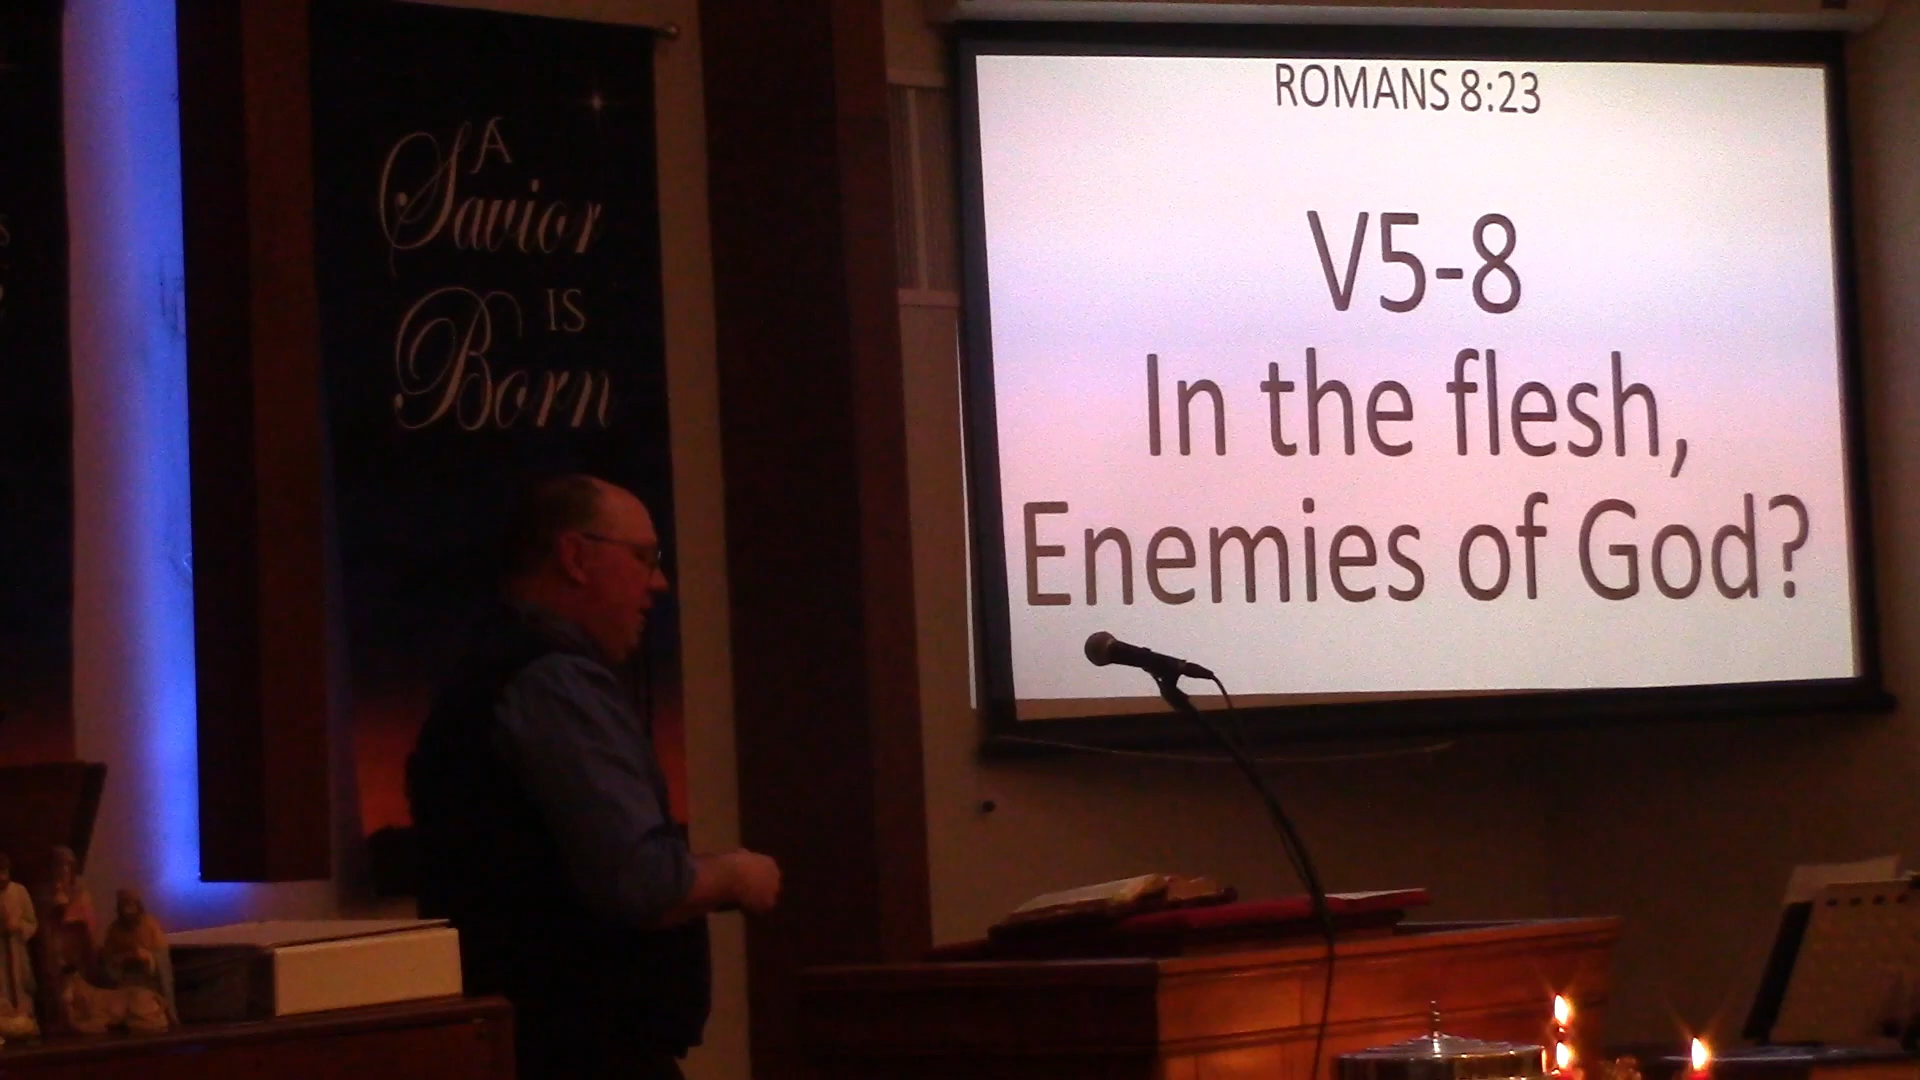 A
Savior
IS
Born
ROMANS 8:23
V5-8
In the flesh,
Enemies of God?